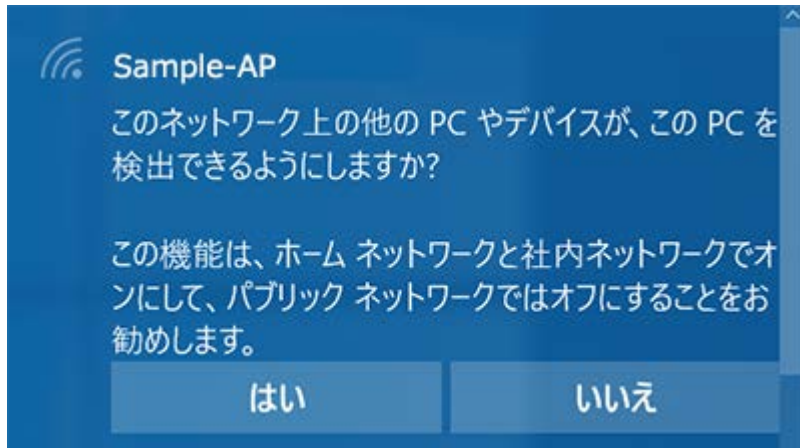 Sample-AP
このネットワーク上の他の PC やデバイスが、この PC を
検出できるようにしますか?
この機能は、ホーム ネットワークと社内ネットワークでオ
ンにして、パブリック ネットワークではオフにすることをお
勧めします。
はい いいえ